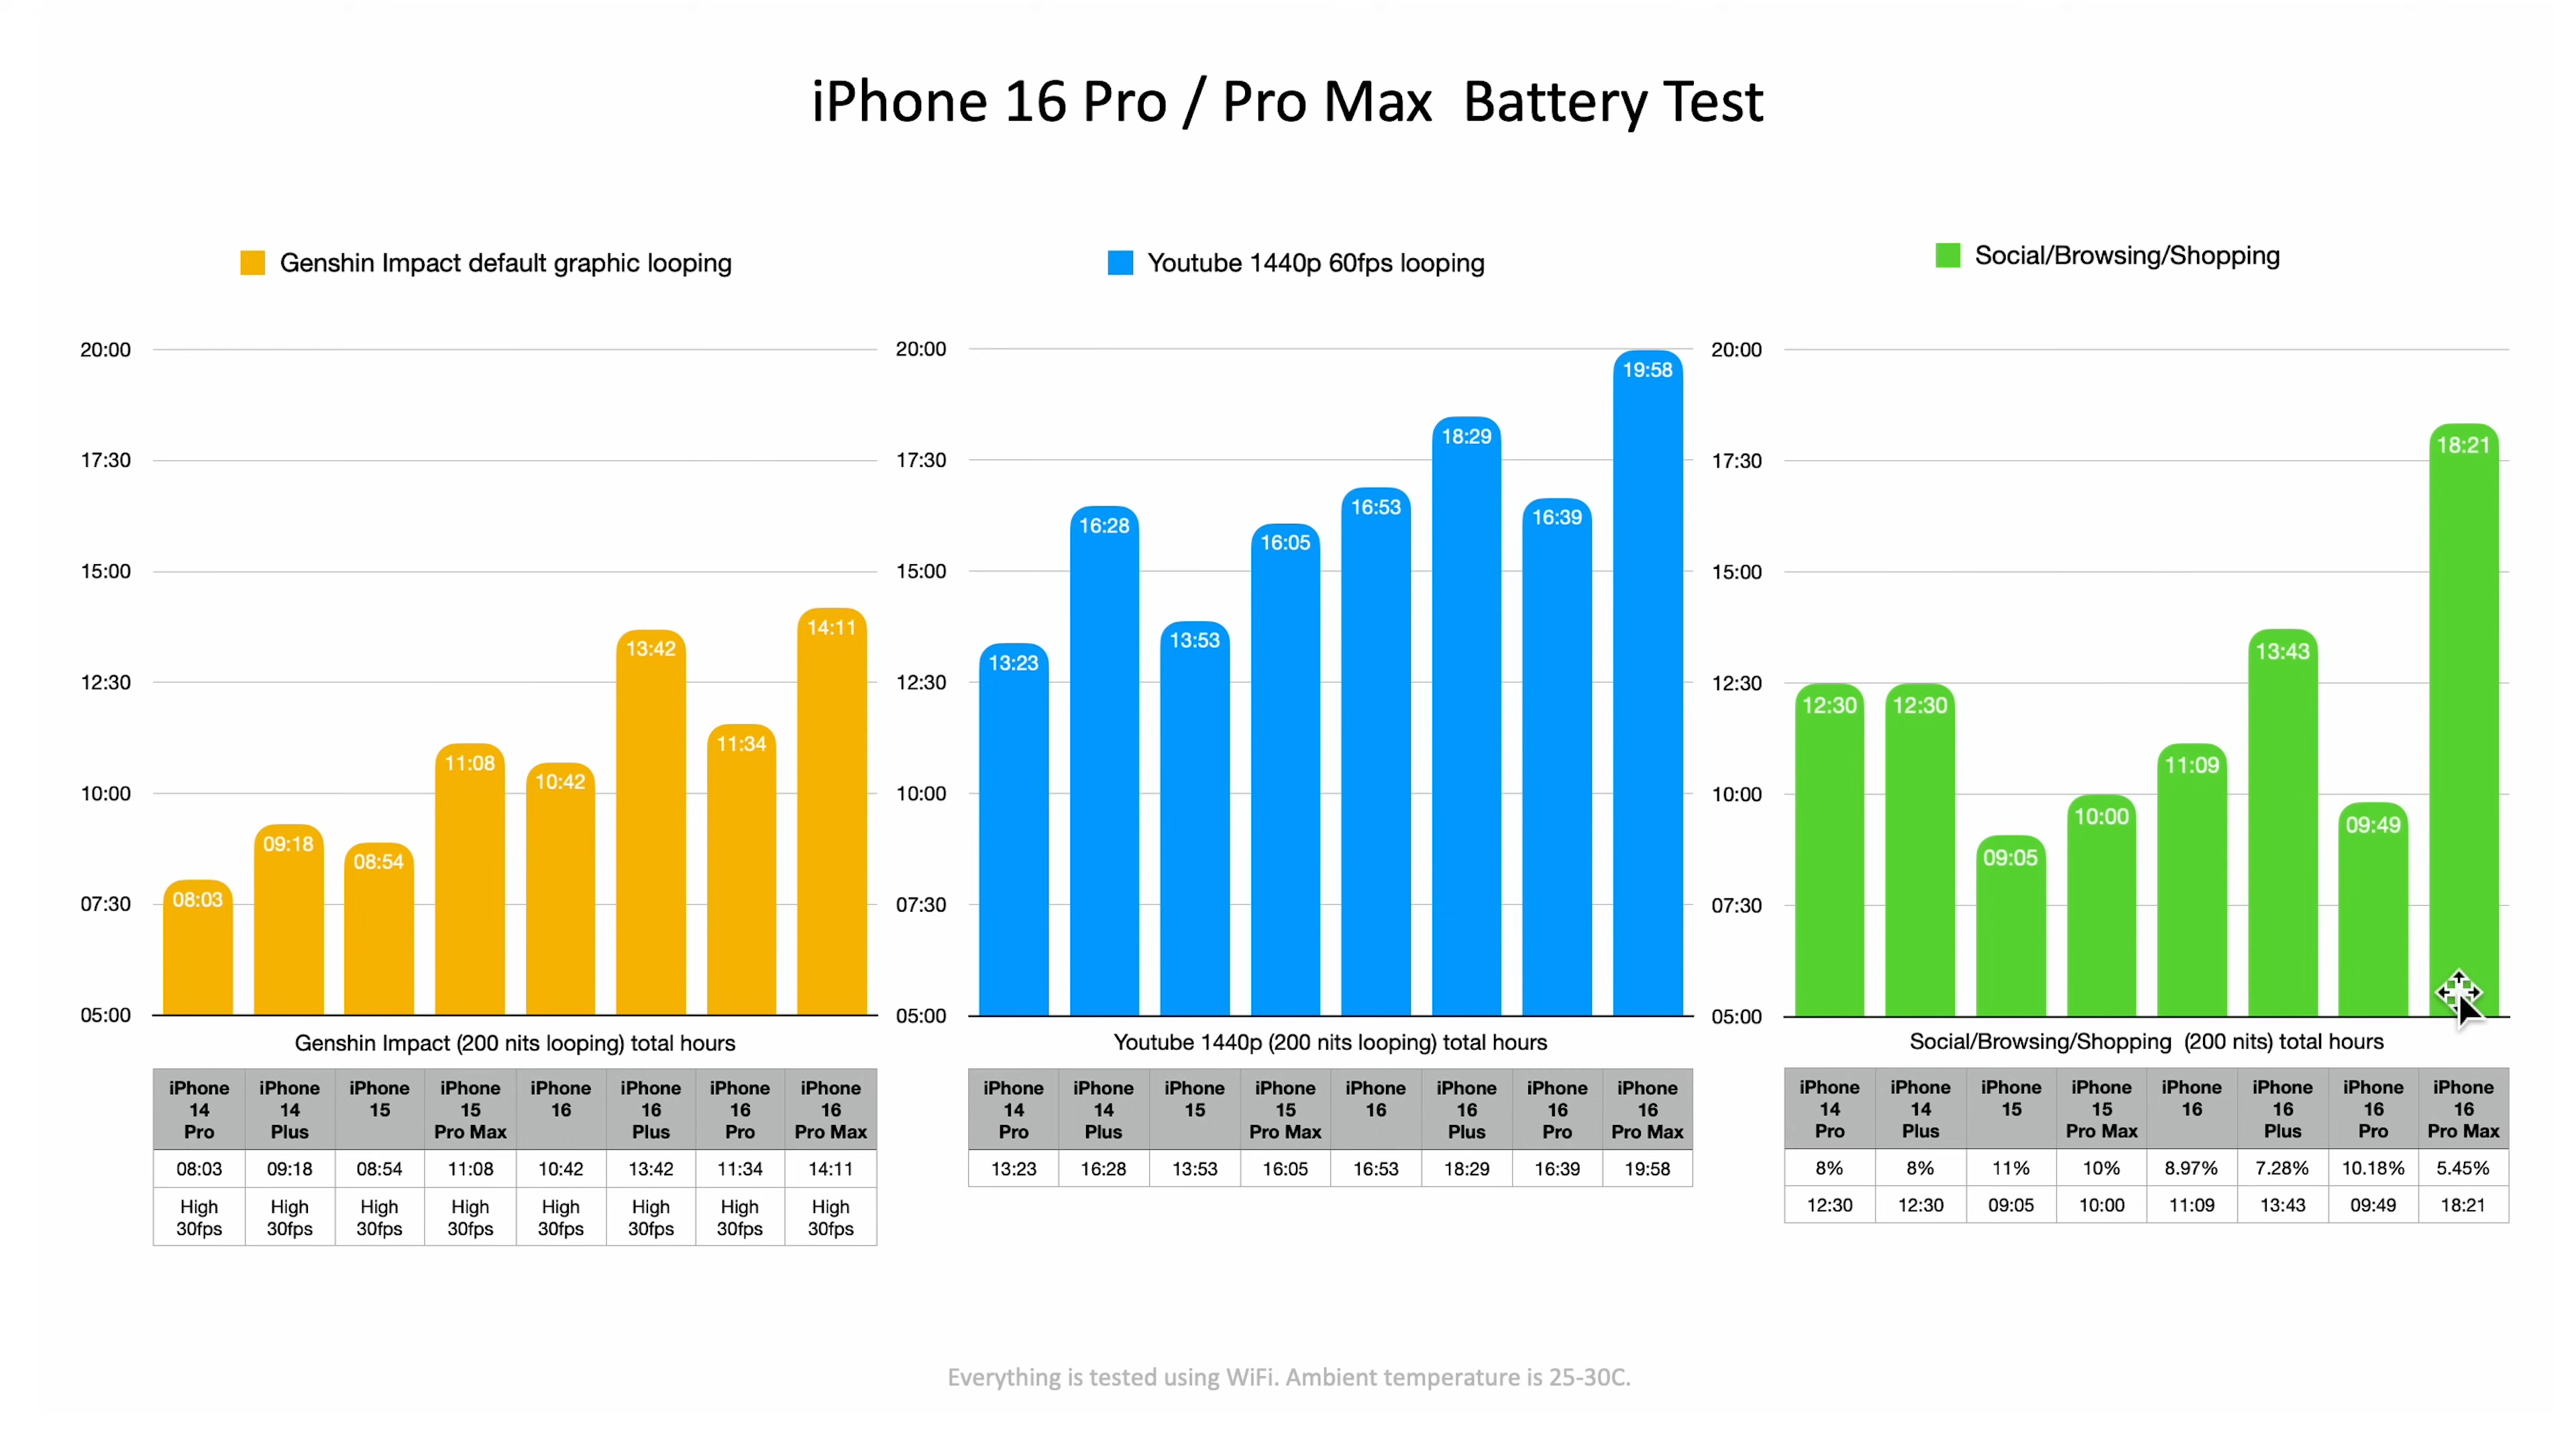 iPhone 16 Pro / Pro Max  Battery Test
Genshin Impact default graphic looping
20:00
17:30
15:00
12:30
10:00
07:30
05:00
08:03
09:18
08:54
11:08
10:42
13:42
11:34
14:11
Genshin Impact (200 nits looping) total hours
iPhone 14 Pro iPhone 14 Plus iPhone 15 iPhone 15 Pro Max iPhone 16 iPhone 16 Plus iPhone 16 Pro iPhone 16 Pro Max
08:03 09:18 08:54 11:08 10:42 13:42 11:34 14:11
High 30fps High 30fps High 30fps High 30fps High 30fps High 30fps High 30fps High 30fps
Youtube 1440p 60fps looping
20:00
17:30
15:00
12:30
10:00
07:30
05:00
13:23
16:28
13:53
16:05
16:53
18:29
16:39
19:58
Youtube 1440p (200 nits looping) total hours
iPhone 14 Pro iPhone 14 Plus iPhone 15 iPhone 15 Pro Max iPhone 16 iPhone 16 Plus iPhone 16 Pro iPhone 16 Pro Max
13:23 16:28 13:53 16:05 16:53 18:29 16:39 19:58
Social/Browsing/Shopping
20:00
17:30
15:00
12:30
10:00
07:30
05:00
12:30
12:30
09:05
10:00
11:09
13:43
09:49
18:21
Social/Browsing/Shopping  (200 nits) total hours
iPhone 14 Pro iPhone 14 Plus iPhone 15 iPhone 15 Pro Max iPhone 16 iPhone 16 Plus iPhone 16 Pro iPhone 16 Pro Max
8% 8% 11% 10% 8.97% 7.28% 10.18% 5.45%
12:30 12:30 09:05 10:00 11:09 13:43 09:49 18:21
Everything is tested using WiFi. Ambient temperature is 25-30C.